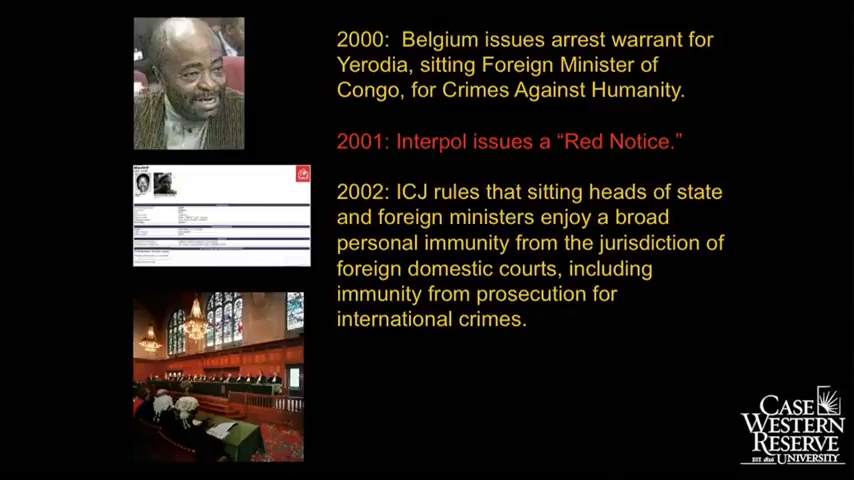 2000:  Belgium issues arrest warrant for
Yerodia, sitting Foreign Minister of
Congo, for Crimes Against Humanity.
2001: Interpol issues a “Red Notice.”
2002: ICJ rules that sitting heads of state
and foreign ministers enjoy a broad
personal immunity from the jurisdiction of
foreign domestic courts, including
immunity from prosecution for
international crimes.
CASE
WESTERN
RESERVE
EST. 1826 UNIVERSITY